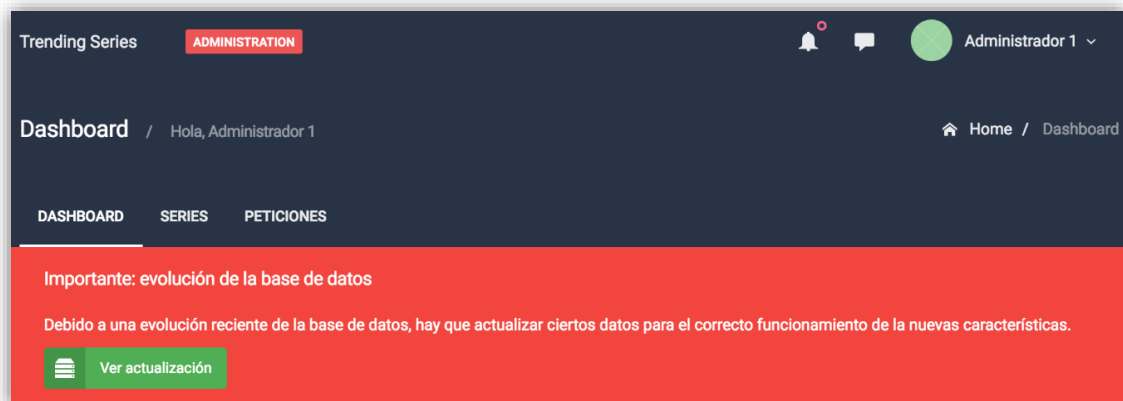 Trending Series ADMINISTRATION Administrador 1
Dashboard / Hola, Administrador 1 Home / Dashboard
DASHBOARD SERIES PETICIONES
Importante: evolución de la base de datos
Debido a una evolución reciente de la base de datos, hay que actualizar ciertos datos para el correcto funcionamiento de la nuevas características.
Ver actualización